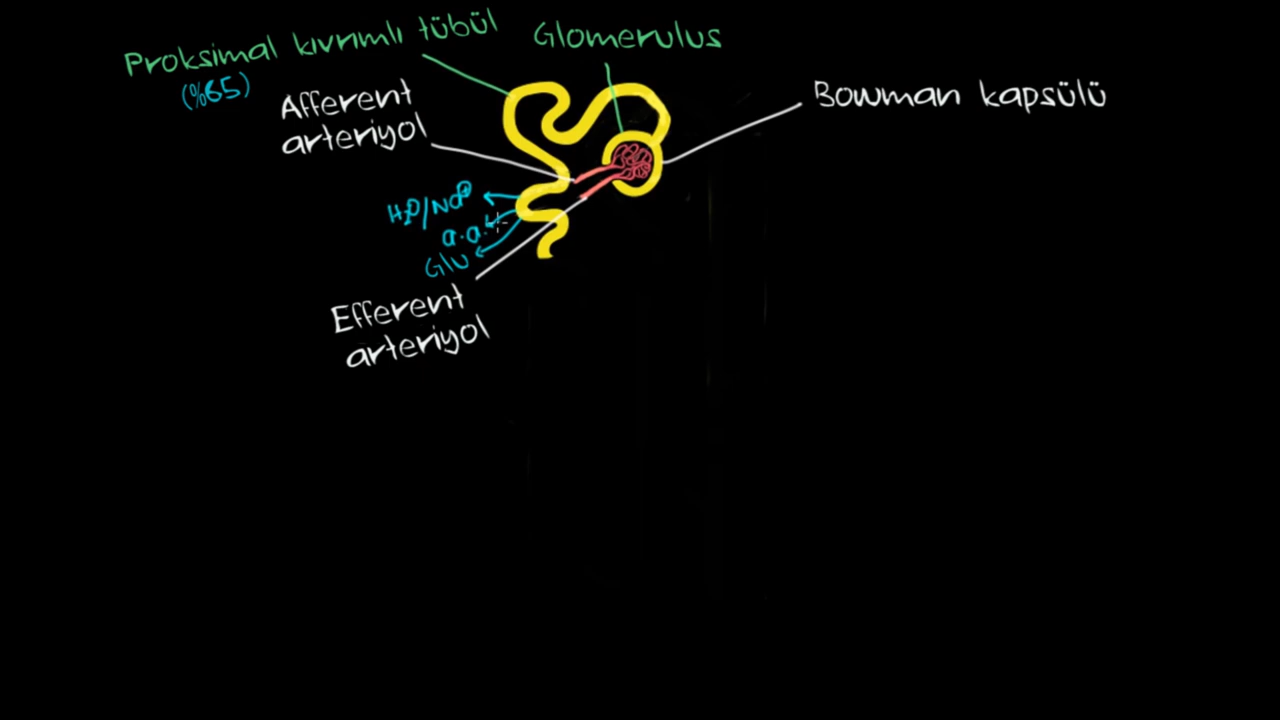 Proksimal kıvrımlı tübül
(%65)
Glomerulus
Afferent
arteriyol
Bowman kapsülü
H2O/Na⊕
a.a.
Glu
Efferent
arteriyol